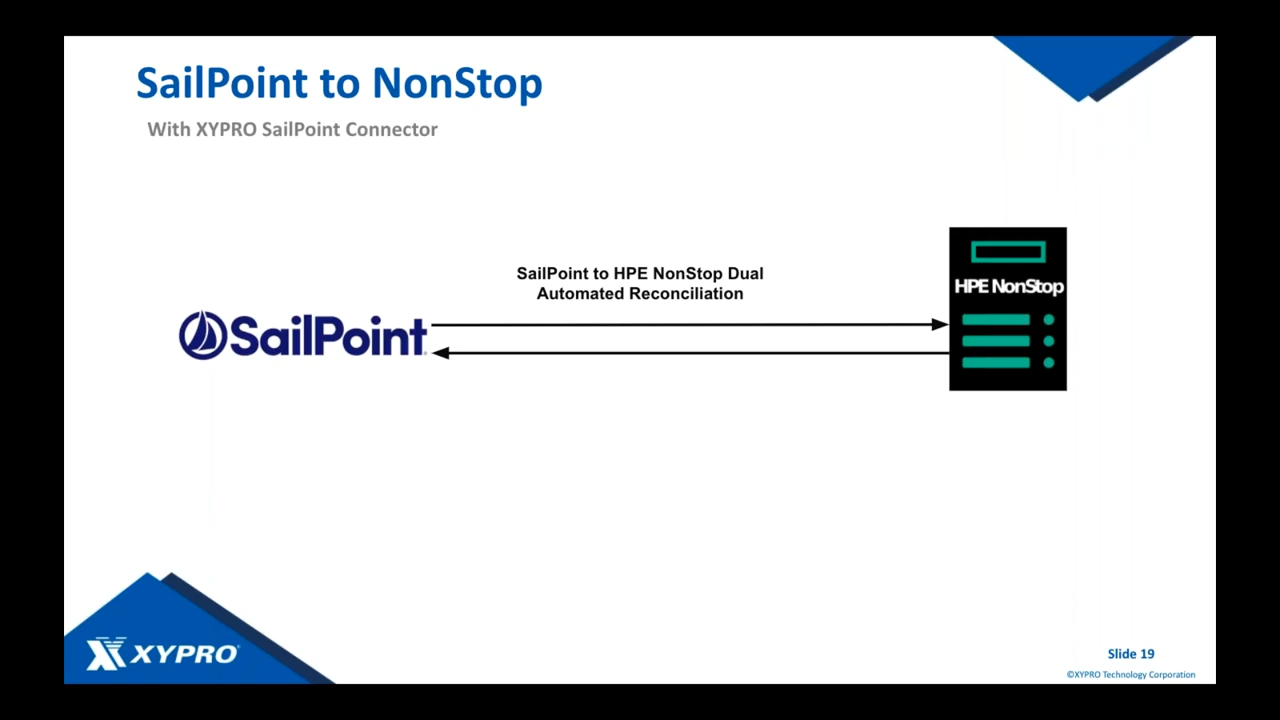 SailPoint to NonStop
With XYPRO SailPoint Connector
SailPoint to HPE NonStop Dual
Automated Reconciliation
SailPoint
HPE NonStop
XYPRO
Slide 19
©XYPRO Technology Corporation